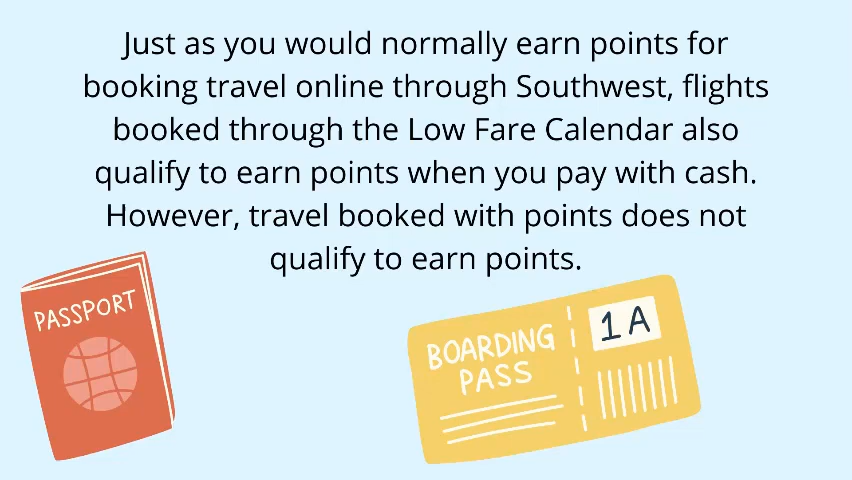 Just as you would normally earn points for
booking travel online through Southwest, flights
booked through the Low Fare Calendar also
qualify to earn points when you pay with cash.
However, travel booked with points does not
qualify to earn points.
PASSPORT
BOARDING
PASS
1A